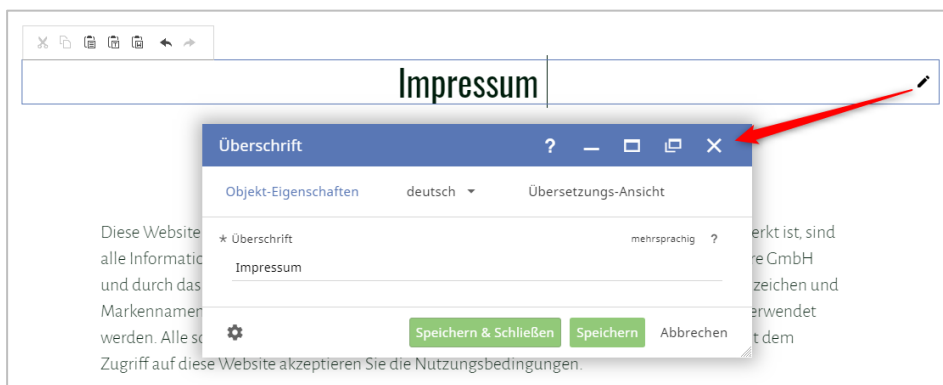 Impressum
Überschrift ?
Objekt-Eigenschaften deutsch Übersetzungs-Ansicht
* Überschrift mehrsprachig ?
Impressum
Speichern & Schließen Speichern Abbrechen
Diese Website erkt ist, sind
alle Informatio re GmbH
und durch das zeichen und
Markennamen erwendet
werden. Alle so t dem
Zugriff auf diese Website akzeptieren Sie die Nutzungsbedingungen.